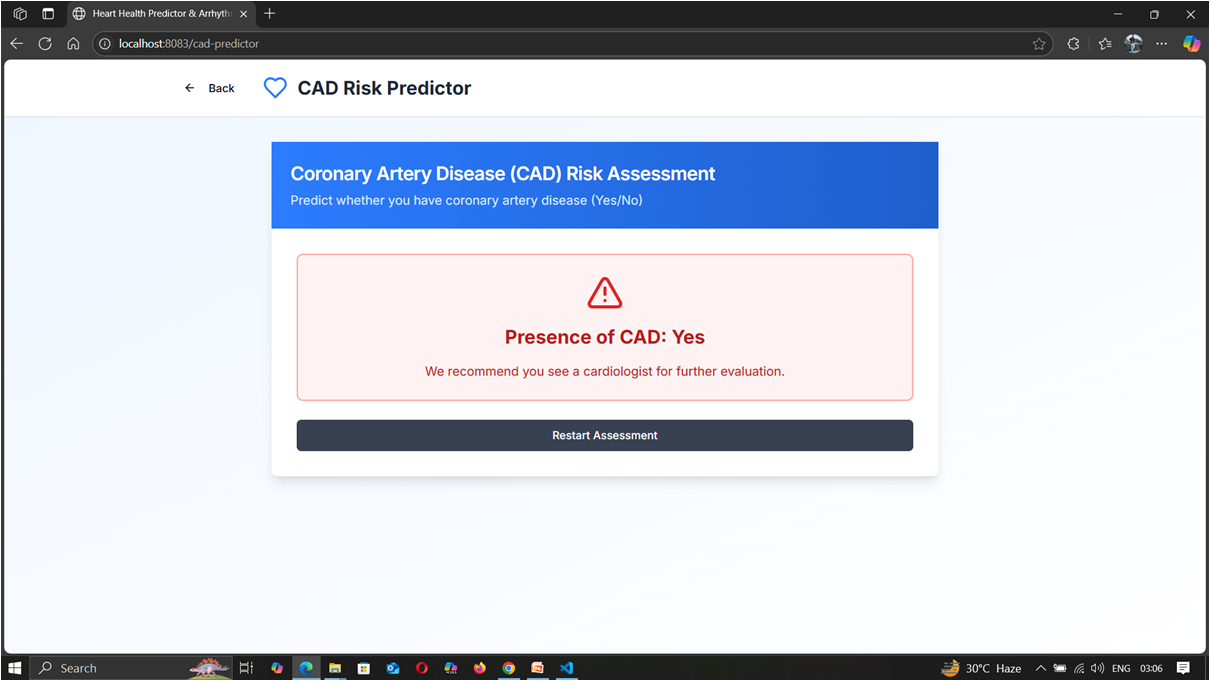 Heart Health Predictor & Arrhyth
localhost:8083/cad-predictor
Back
CAD Risk Predictor
Coronary Artery Disease (CAD) Risk Assessment
Predict whether you have coronary artery disease (Yes/No)
Presence of CAD: Yes
We recommend you see a cardiologist for further evaluation.
Restart Assessment
Search
30°C Haze
ENG
03:06